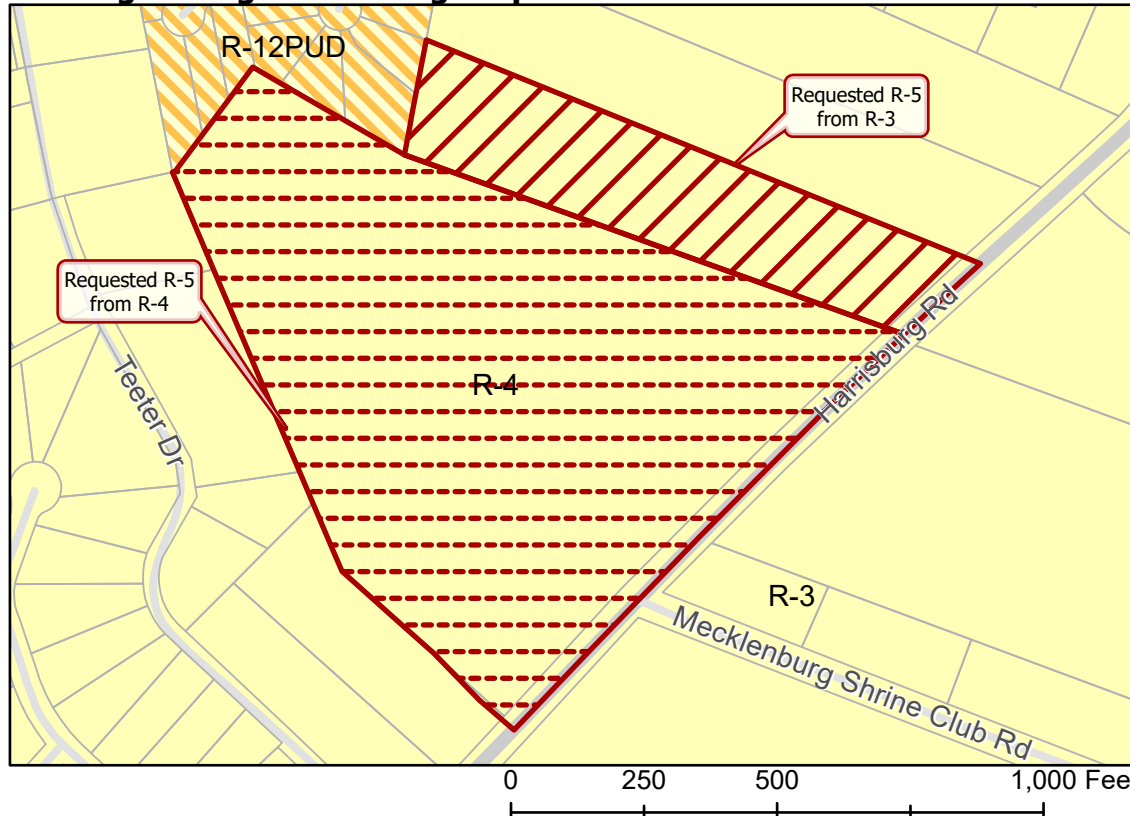 R-12PUD
Requested R-5
from R-3
Requested R-5
from R-4
Teeter Dr
R-4
Harrisburg Rd
R-3
Mecklenburg Shrine Club Rd
0 250 500 1,000 Fee